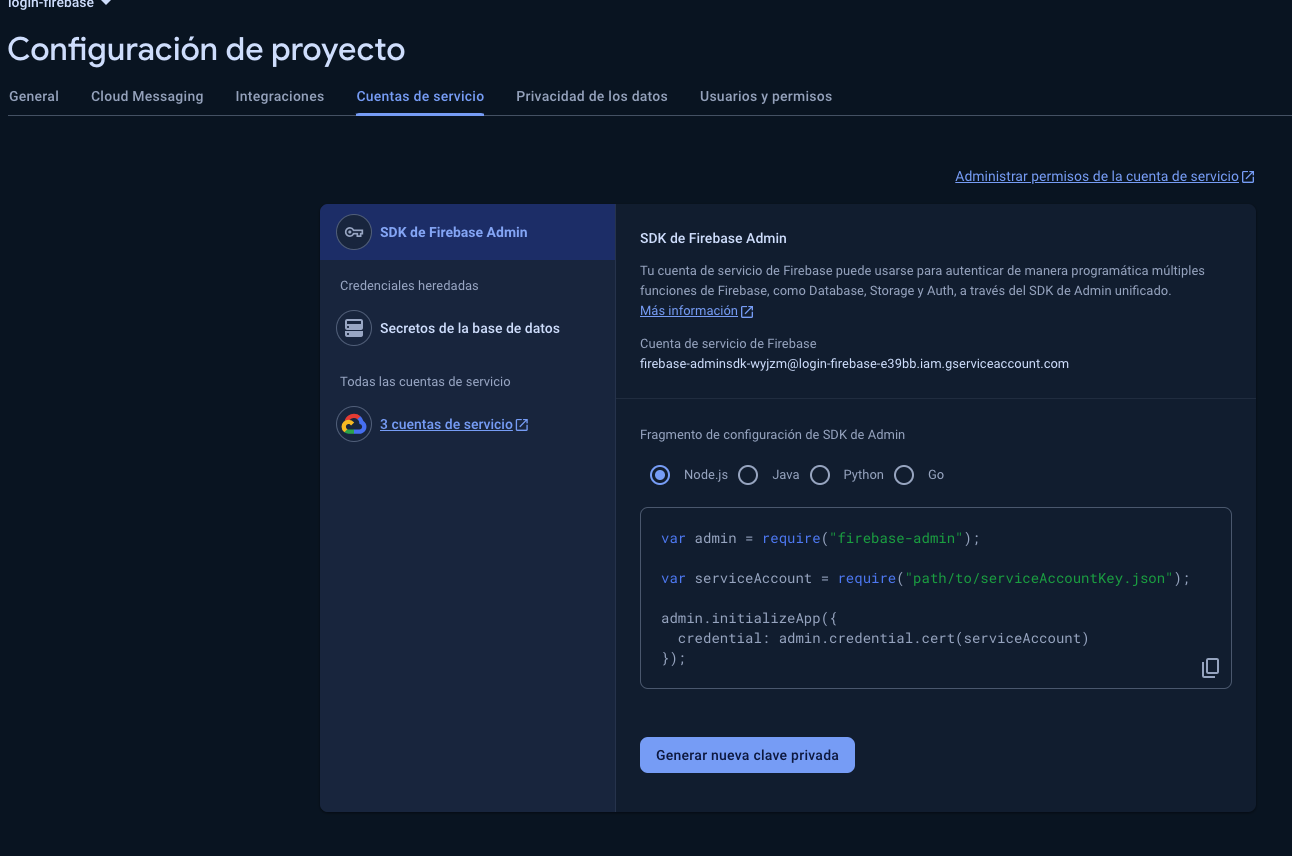 login-firebase
Configuración de proyecto
General Cloud Messaging Integraciones Cuentas de servicio Privacidad de los datos Usuarios y permisos
Administrar permisos de la cuenta de servicio
SDK de Firebase Admin
Credenciales heredadas
Secretos de la base de datos
Todas las cuentas de servicio
3 cuentas de servicio
SDK de Firebase Admin
Tu cuenta de servicio de Firebase puede usarse para autenticar de manera programática múltiples
funciones de Firebase, como Database, Storage y Auth, a través del SDK de Admin unificado.
Más información
Cuenta de servicio de Firebase
firebase-adminsdk-wyjzm@login-firebase-e39bb.iam.gserviceaccount.com
Fragmento de configuración de SDK de Admin
Node.js Java Python Go
var admin = require("firebase-admin");
var serviceAccount = require("path/to/serviceAccountKey.json");
admin.initializeApp({
  credential: admin.credential.cert(serviceAccount)
});
Generar nueva clave privada